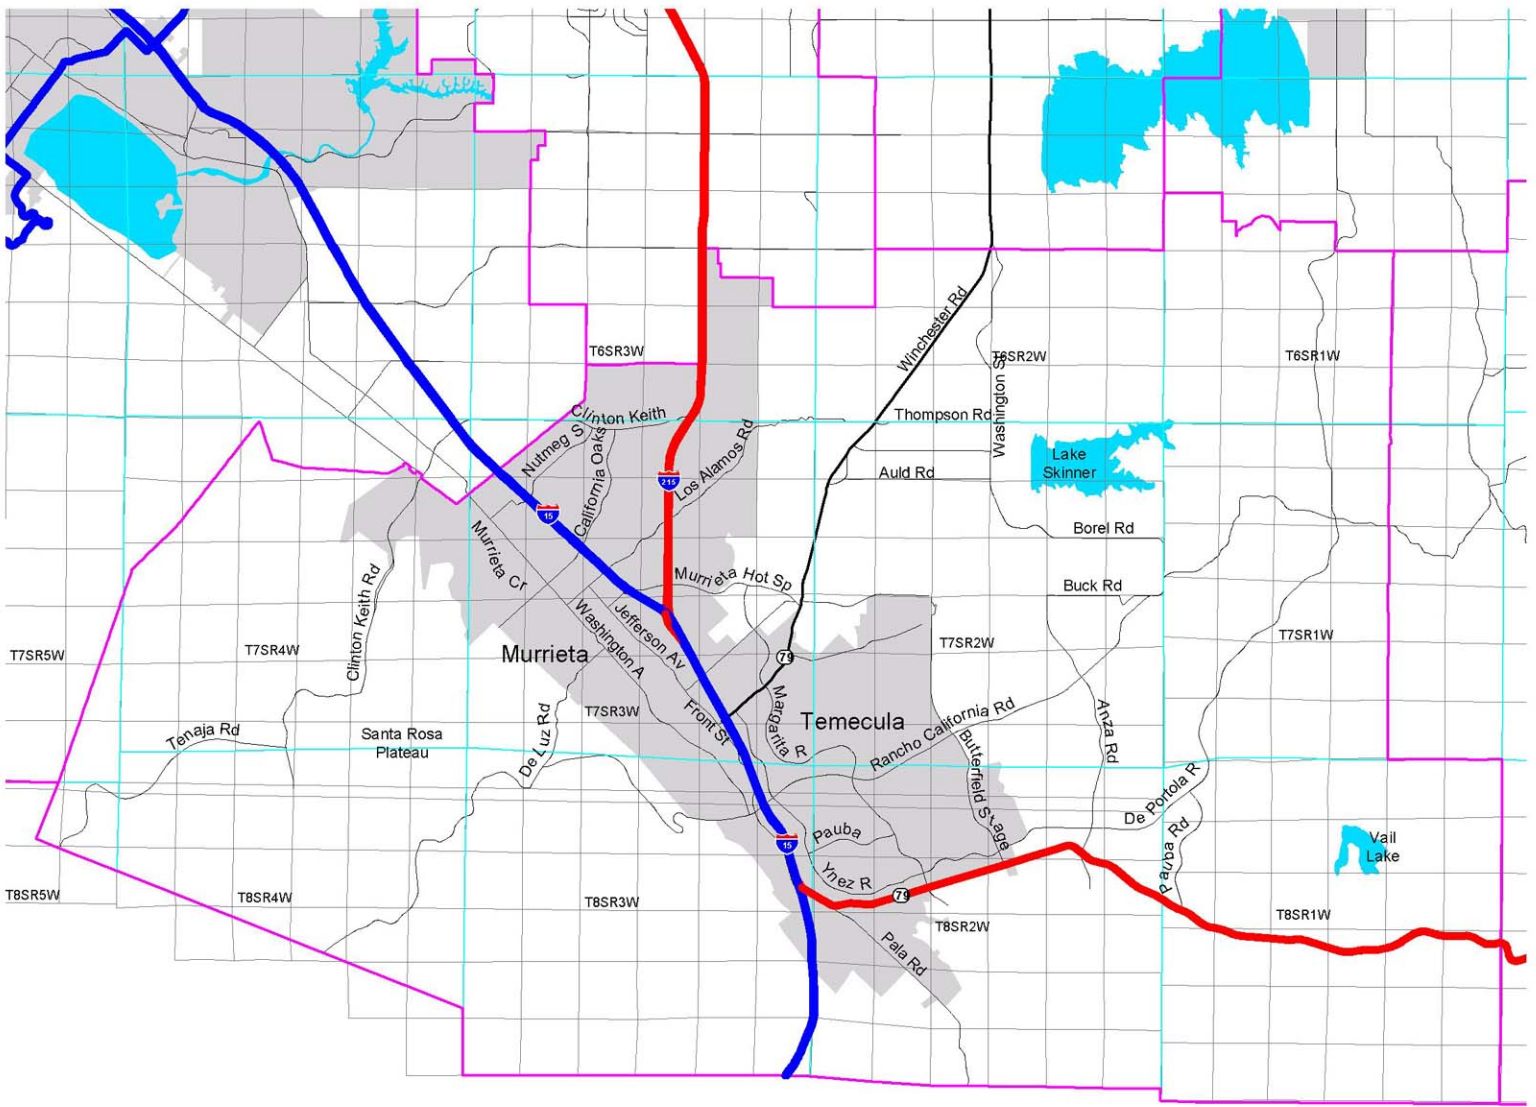 T6SR3W
Winchester Rd
T6SR2W
T6SR1W
Washington St
Clinton Keith
Thompson Rd
Nutmeg S
California Oaks
Los Alamos Rd
Lake
Skinner
Auld Rd
215
15
Borel Rd
Murrieta Cr
Clinton Keith Rd
Murrieta Hot Sp
Buck Rd
Jefferson Av
Washington A
T7SR5W
T7SR4W
Murrieta
79
T7SR2W
T7SR1W
T7SR3W
Front St
Margarita R
Temecula
Rancho California Rd
Anza Rd
Tenaja Rd
Santa Rosa
Plateau
De Luz Rd
Butterfield Stage
De Portola R
Pauba
15
Pauba Rd
Vail
Lake
Ynez R
79
T8SR5W
T8SR4W
T8SR3W
T8SR2W
T8SR1W
Pala Rd